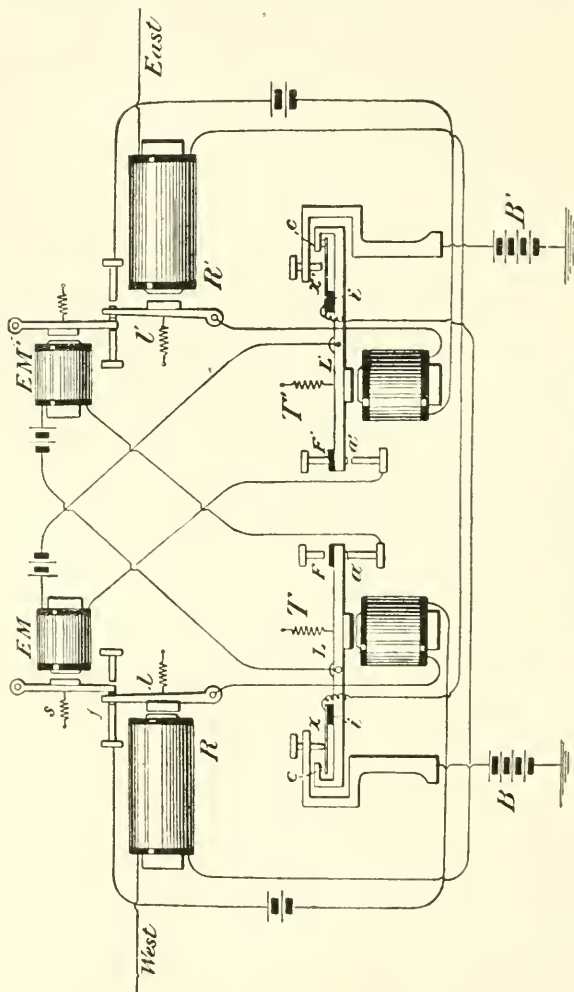 EM EM'
s
West East
f l l'
R R'
T T'
c x L F F' L' x' c'
i a a' i'
B B'